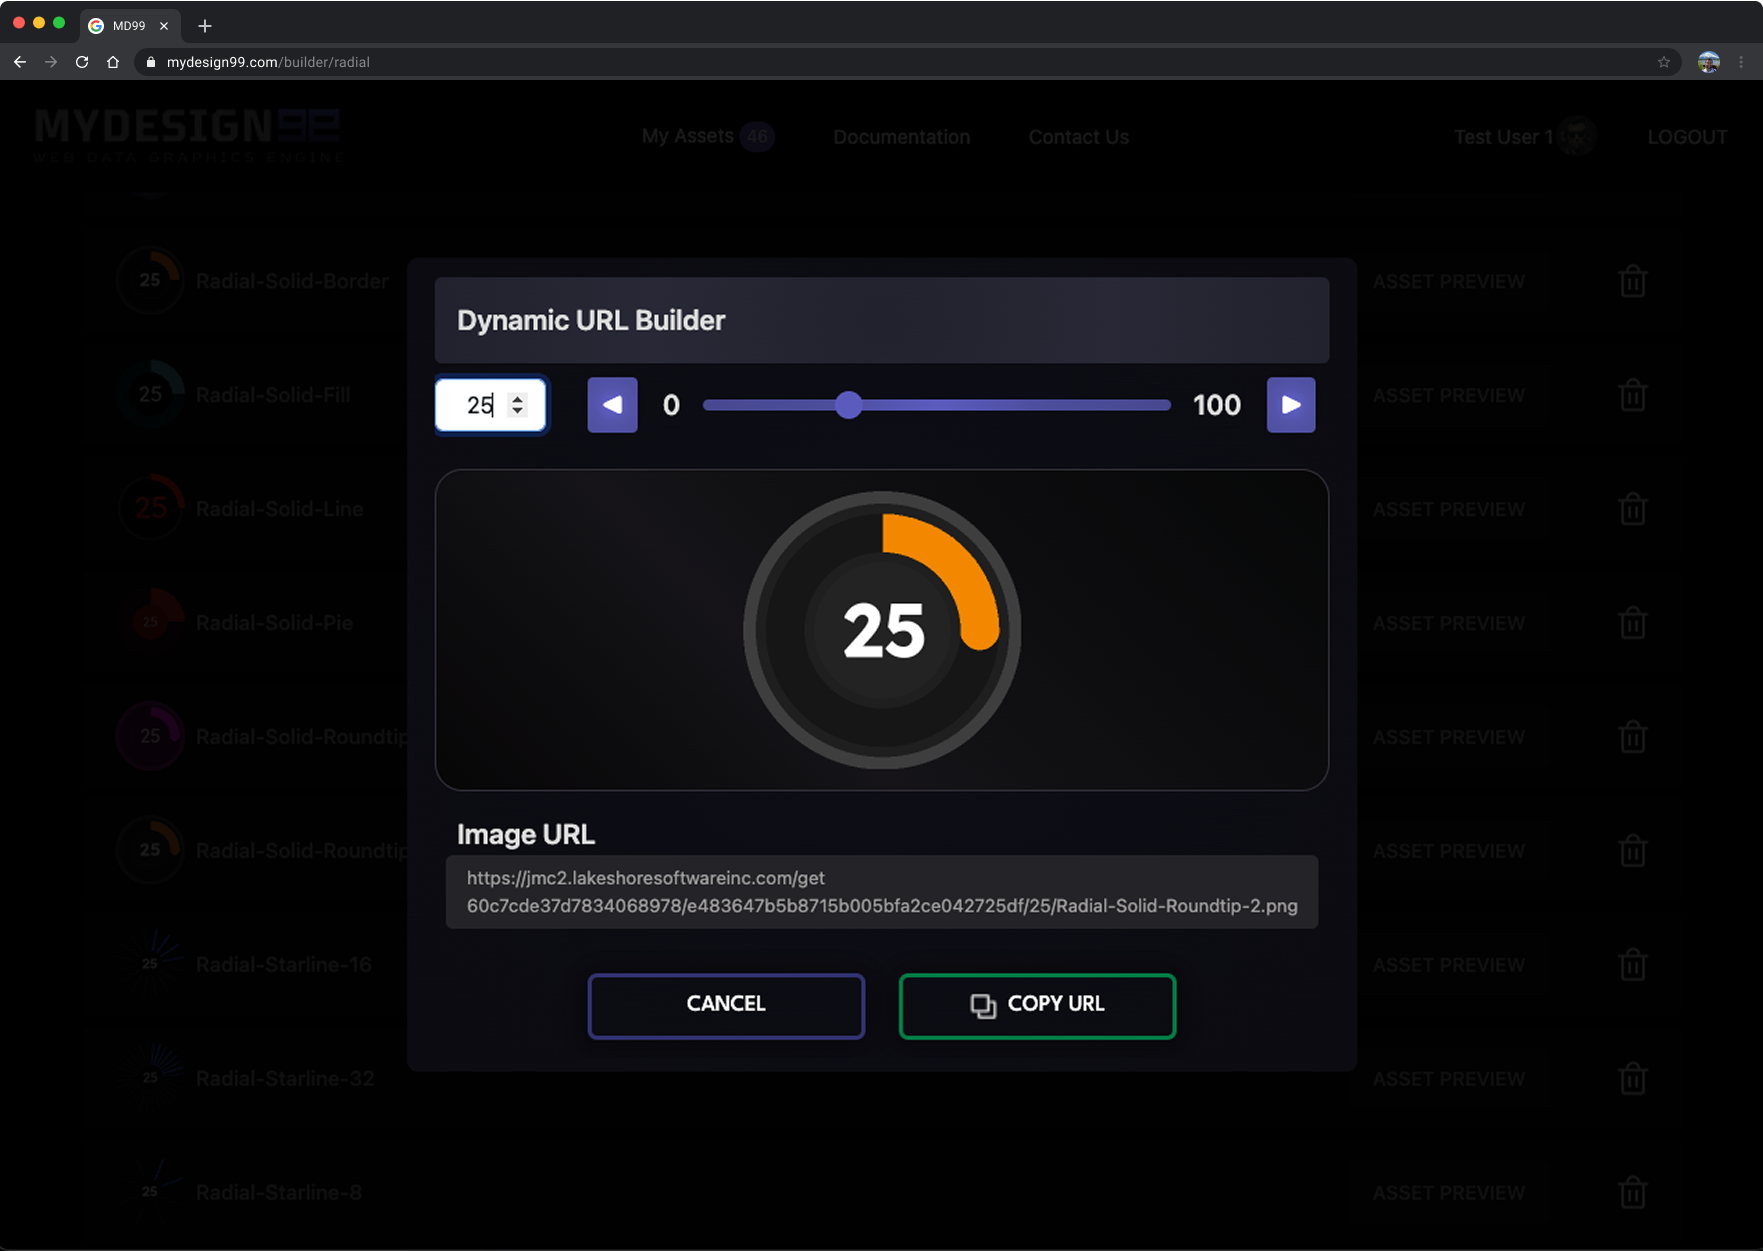 MD99
mydesign99.com/builder/radial
MYDESIGN99
WEB DATA GRAPHICS ENGINE
My Assets 46
Documentation
Contact Us
Test User 1
LOGOUT
25 Radial-Solid-Border
ASSET PREVIEW
Dynamic URL Builder
25 Radial-Solid-Fill
ASSET PREVIEW
25
0
100
25 Radial-Solid-Line
ASSET PREVIEW
25 Radial-Solid-Pie
ASSET PREVIEW
25
25 Radial-Solid-Roundtip
ASSET PREVIEW
25 Radial-Solid-Roundtip
ASSET PREVIEW
Image URL
https://jmc2.lakeshoresoftwareinc.com/get
60c7cde37d7834068978/e483647b5b8715b005bfa2ce042725df/25/Radial-Solid-Roundtip-2.png
25 Radial-Starline-16
ASSET PREVIEW
CANCEL
COPY URL
25 Radial-Starline-32
ASSET PREVIEW
25 Radial-Starline-8
ASSET PREVIEW